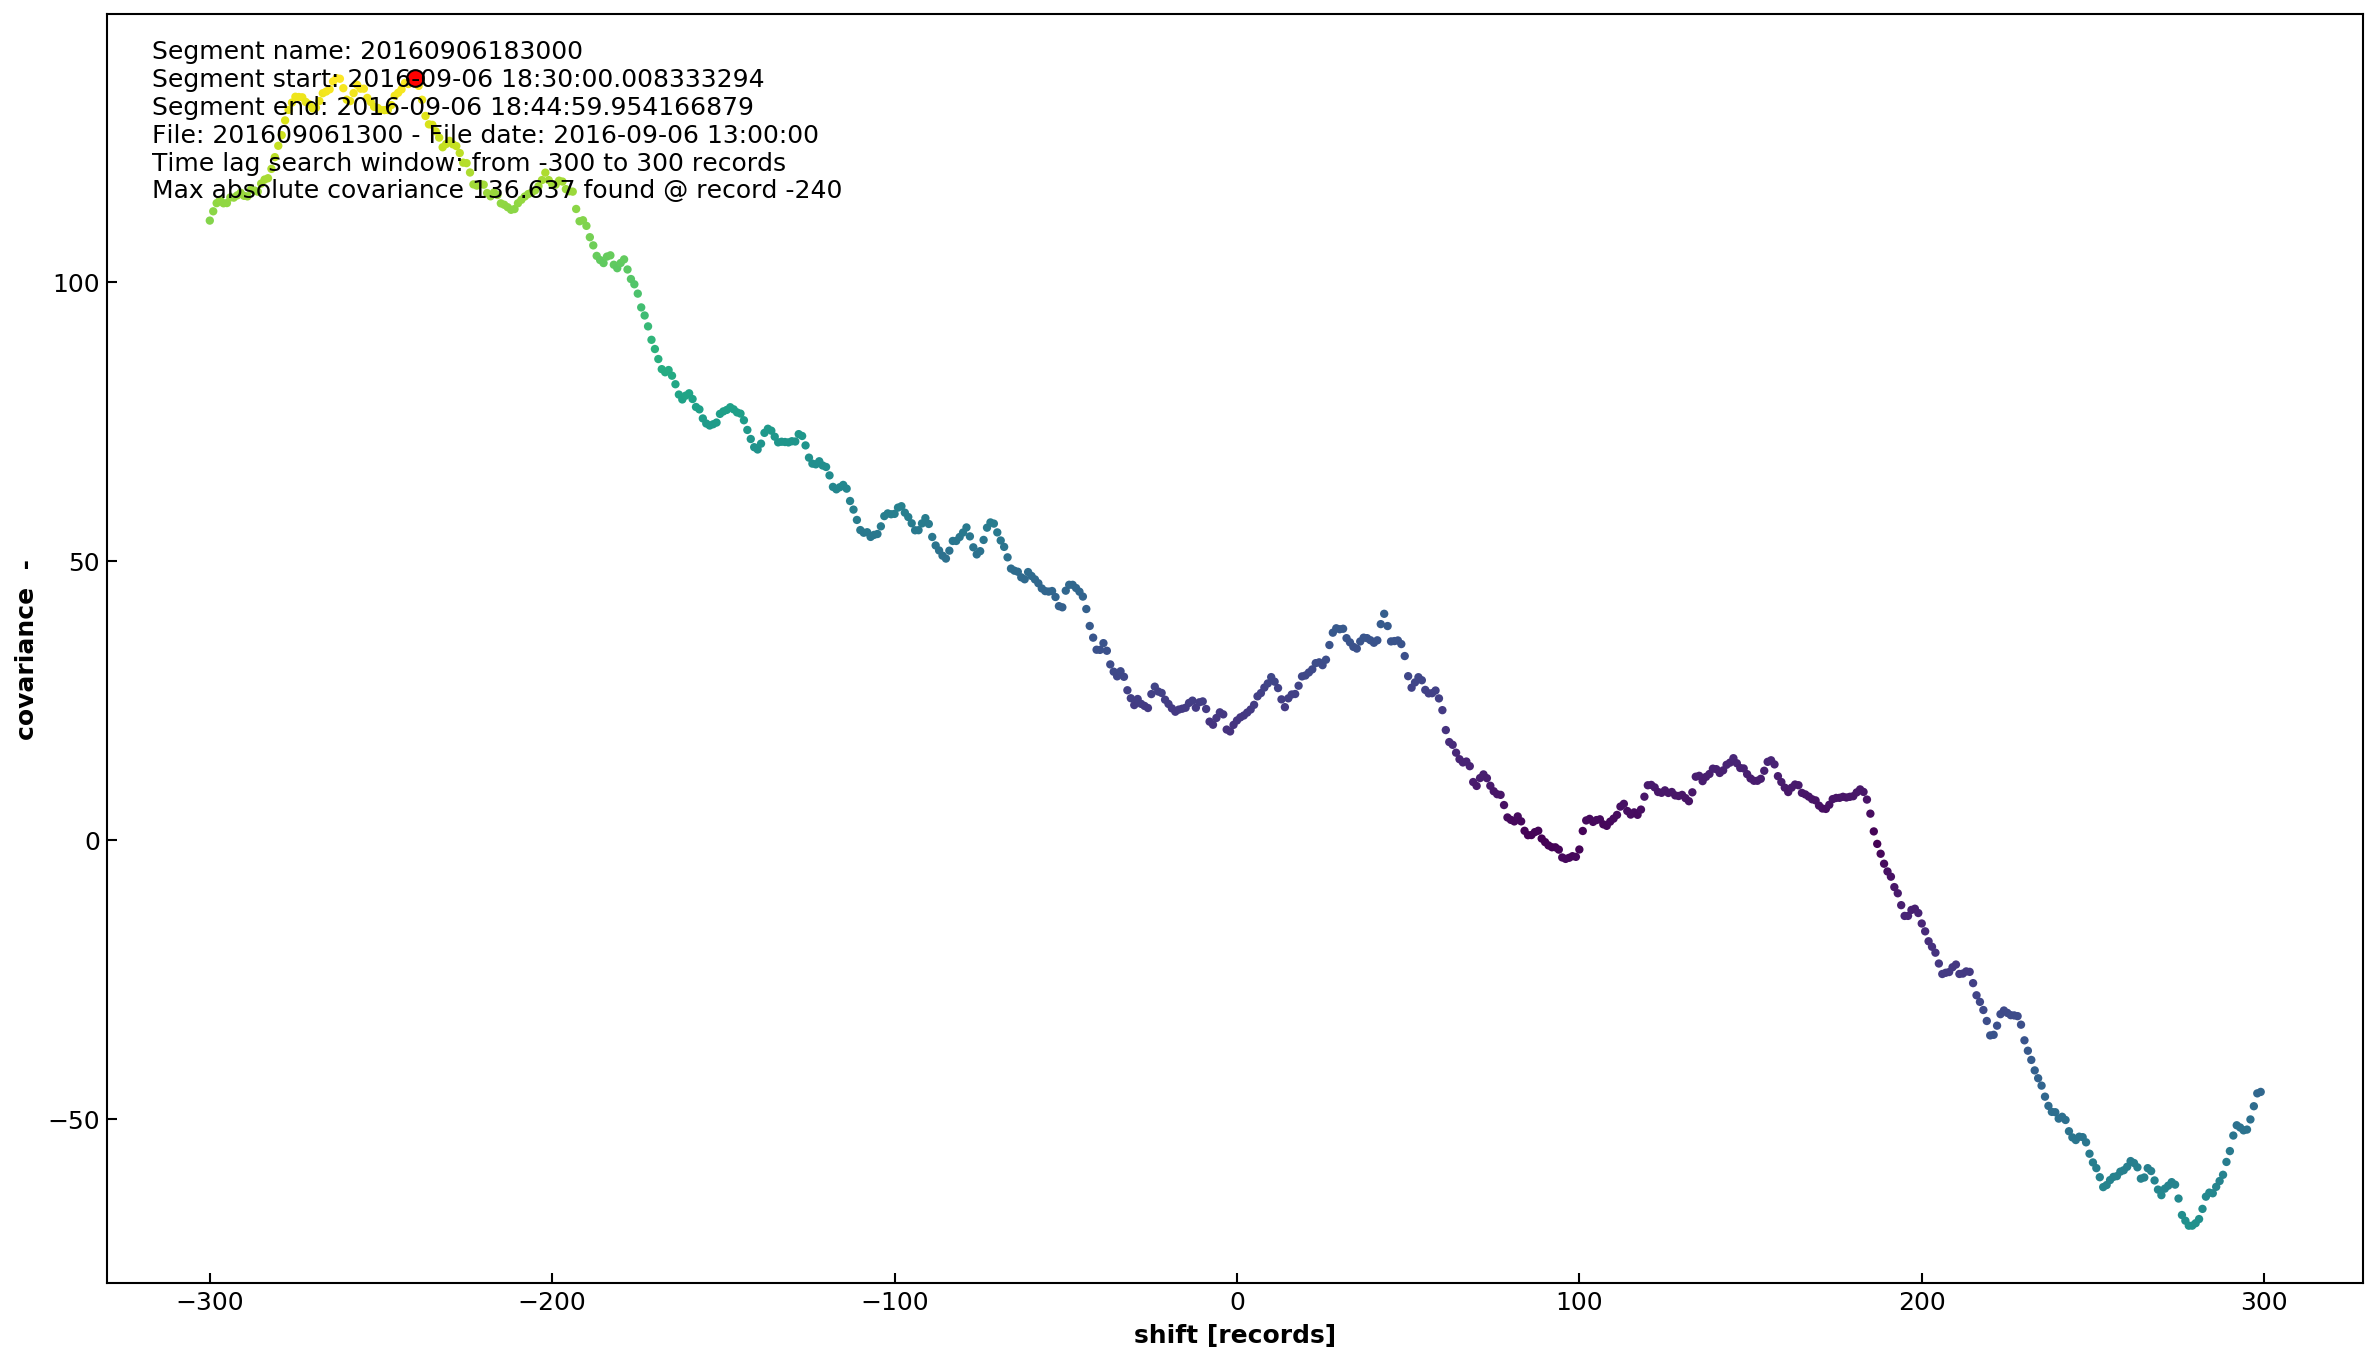 Segment name: 20160906183000
Segment start: 2016-09-06 18:30:00.008333294
Segment end: 2016-09-06 18:44:59.954166879
File: 201609061300 - File date: 2016-09-06 13:00:00
Time lag search window: from -300 to 300 records
Max absolute covariance 136.637 found @ record -240
100
50
0
−50
covariance -
−300 −200 −100 0 100 200 300
shift [records]